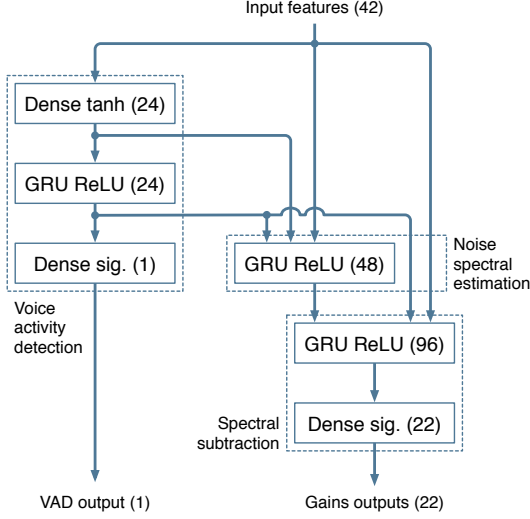 Input features (42)
Dense tanh (24)
GRU ReLU (24)
Dense sig. (1)
Voice
activity
detection
GRU ReLU (48)
Noise
spectral
estimation
GRU ReLU (96)
Dense sig. (22)
Spectral
subtraction
VAD output (1)
Gains outputs (22)